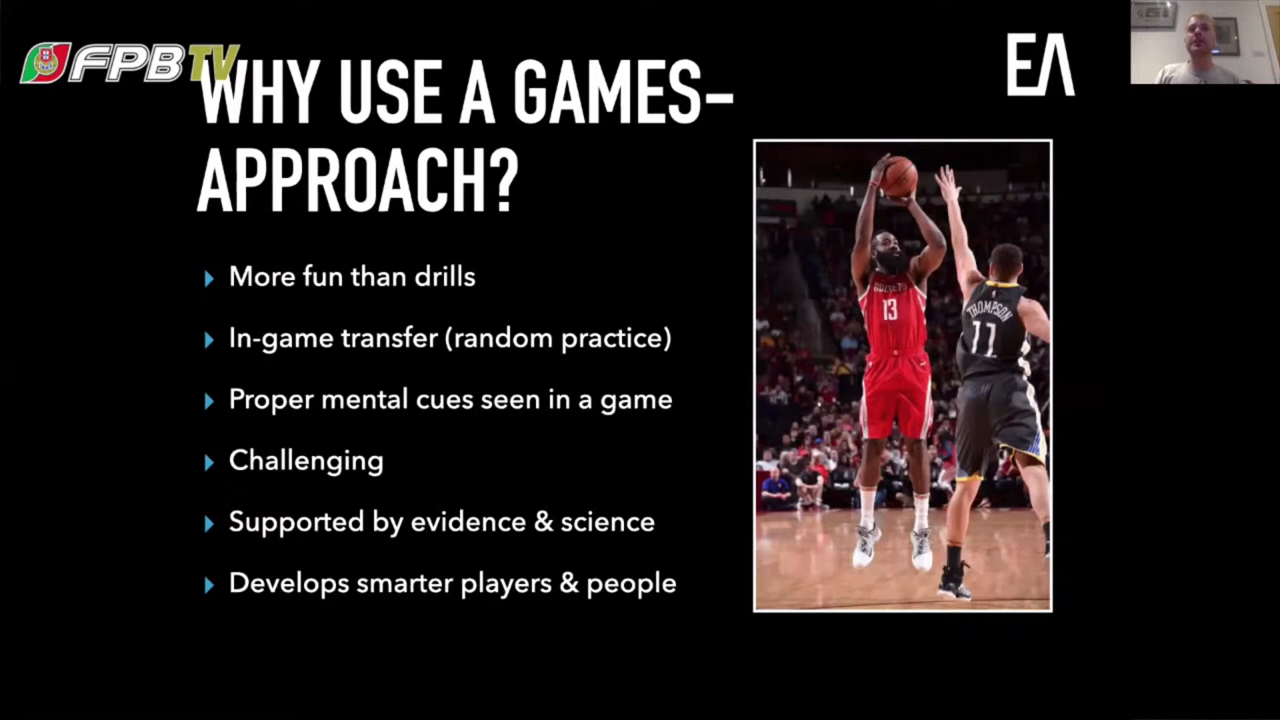 FPBTV
WHY USE A GAMES-
APPROACH?
EA
More fun than drills
In-game transfer (random practice)
Proper mental cues seen in a game
Challenging
Supported by evidence & science
Develops smarter players & people
ROCKETS
13
THOMPSON
11